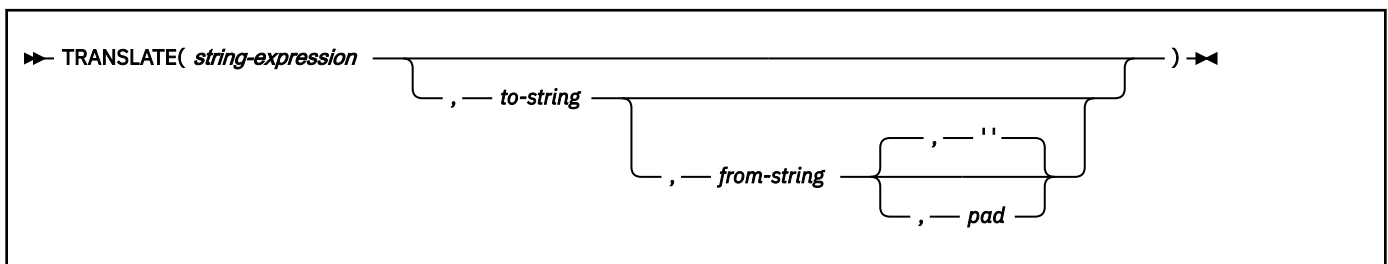 TRANSLATE( string-expression )
, to-string
, ''
, from-string
, pad